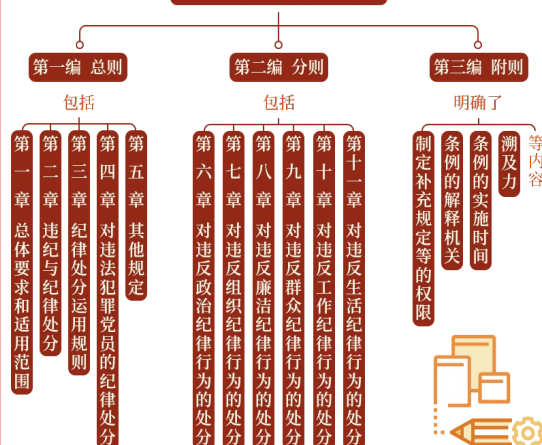 第一编 总则
第二编 分则
第三编 附则
包括
包括
明确了
第一章 总体要求和适用范围
第二章 违纪与纪律处分
第三章 纪律处分运用规则
第四章 对违法犯罪党员的纪律处分
第五章 其他规定
第六章 对违反政治纪律行为的处分
第七章 对违反组织纪律行为的处分
第八章 对违反廉洁纪律行为的处分
第九章 对违反群众纪律行为的处分
第十章 对违反工作纪律行为的处分
第十一章 对违反生活纪律行为的处分
制定补充规定等的权限
条例的解释机关
条例的实施时间
溯及力
等内容